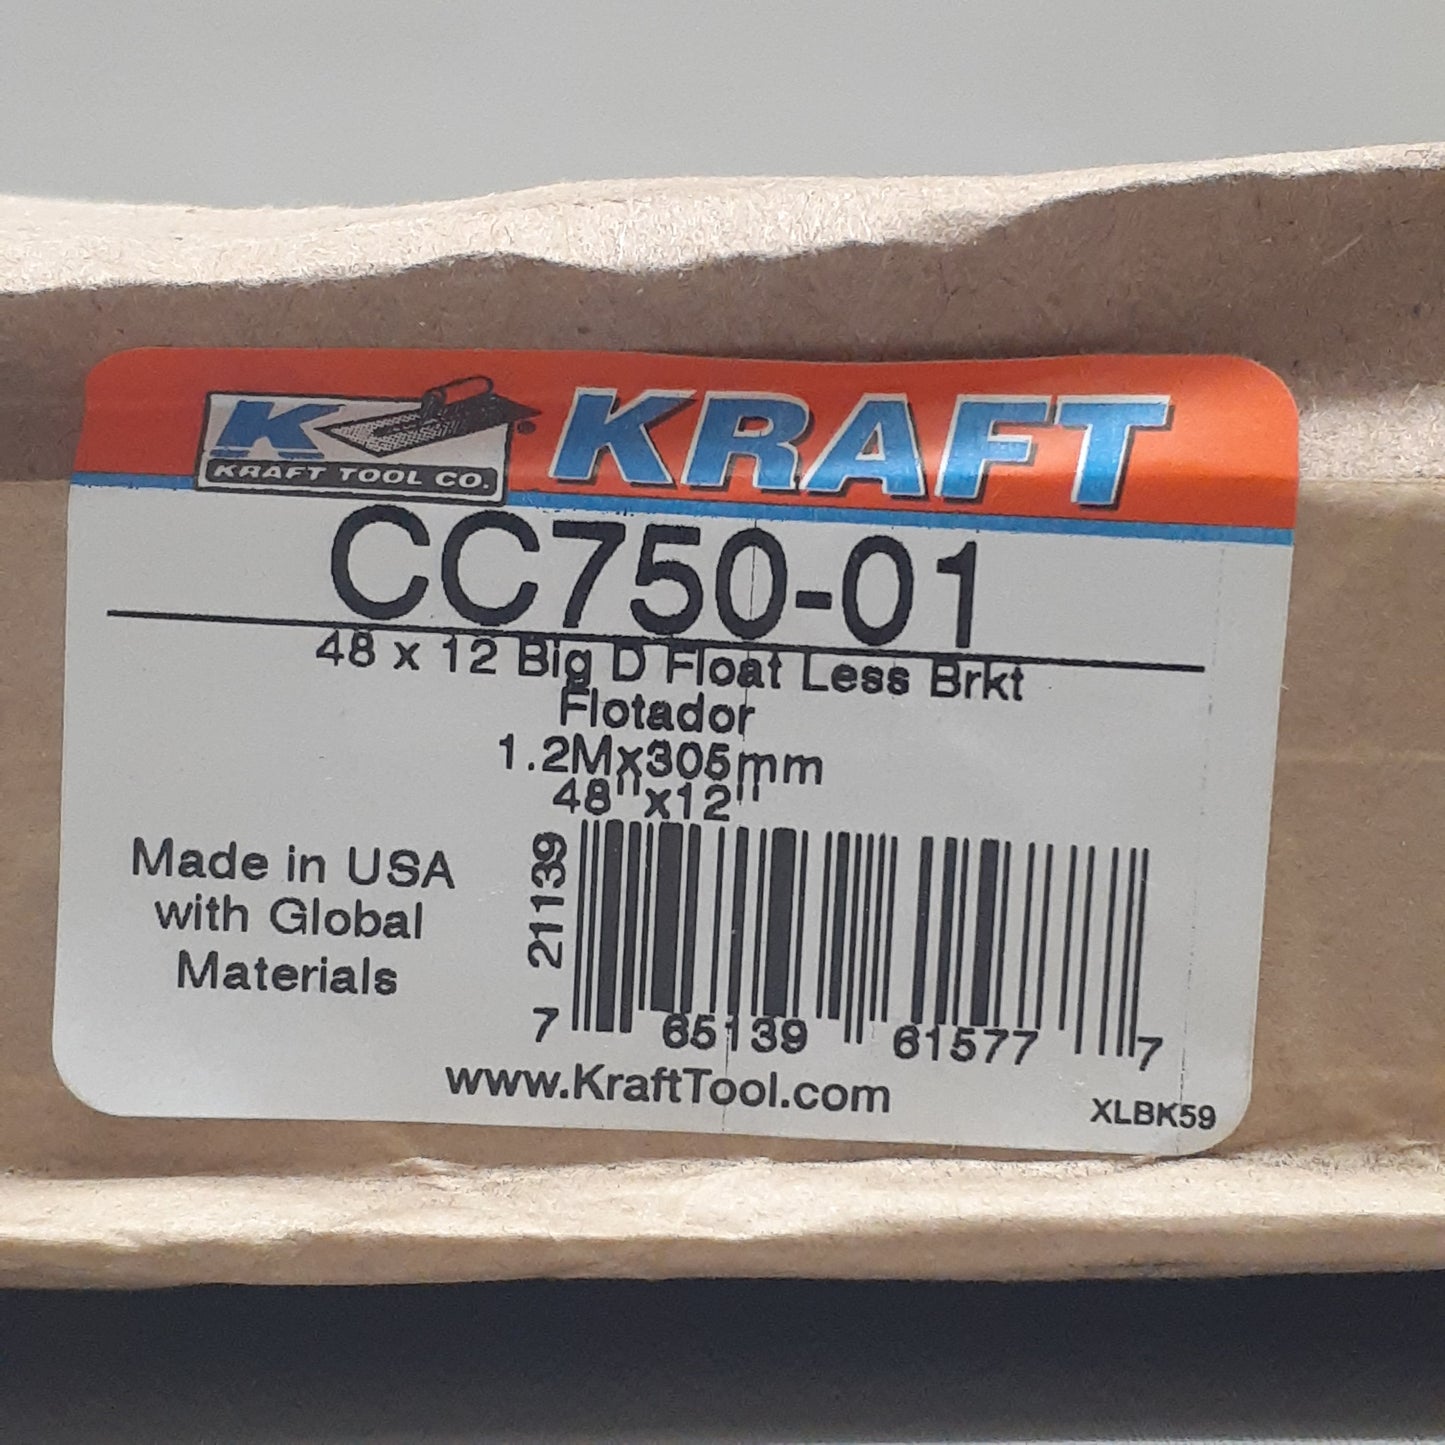 K
KRAFT TOOL CO.®
KRAFT
CC750-01
48 x 12 Big D Float Less Brkt
Flotador
1.2Mx305mm
48"x12"
Made in USA
with Global
Materials
21139
7 65139 61577 7
www.KraftTool.com
XLBK59